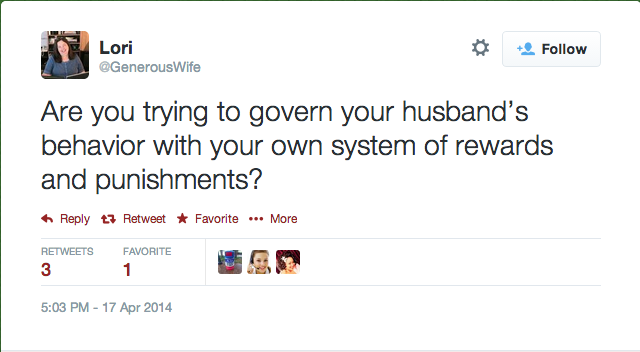 Lori
@GenerousWife
Follow
Are you trying to govern your husband's
behavior with your own system of rewards
and punishments?
Reply Retweet Favorite ••• More
RETWEETS FAVORITE
3 1
5:03 PM - 17 Apr 2014